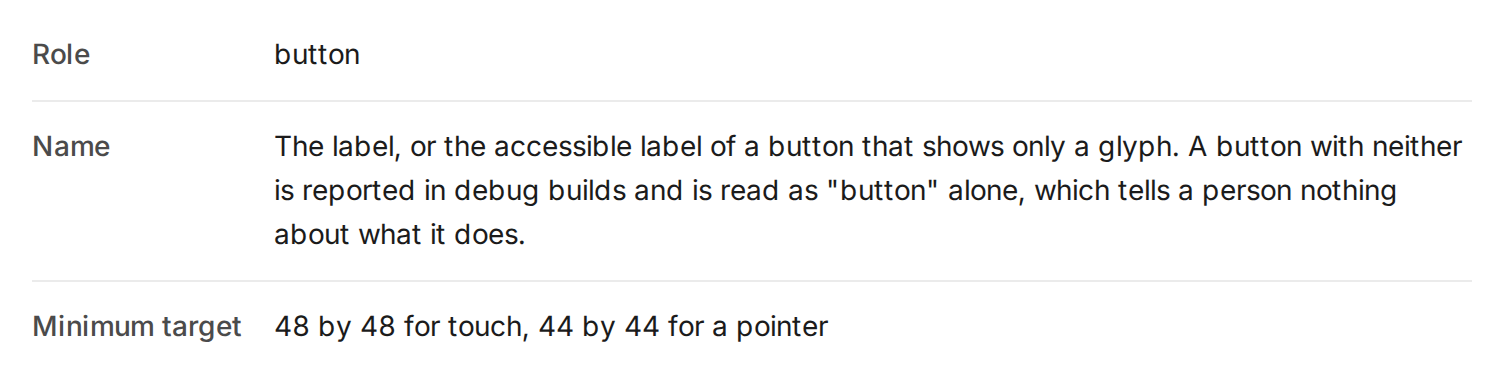 Role button
Name The label, or the accessible label of a button that shows only a glyph. A button with neither
is reported in debug builds and is read as "button" alone, which tells a person nothing
about what it does.
Minimum target 48 by 48 for touch, 44 by 44 for a pointer